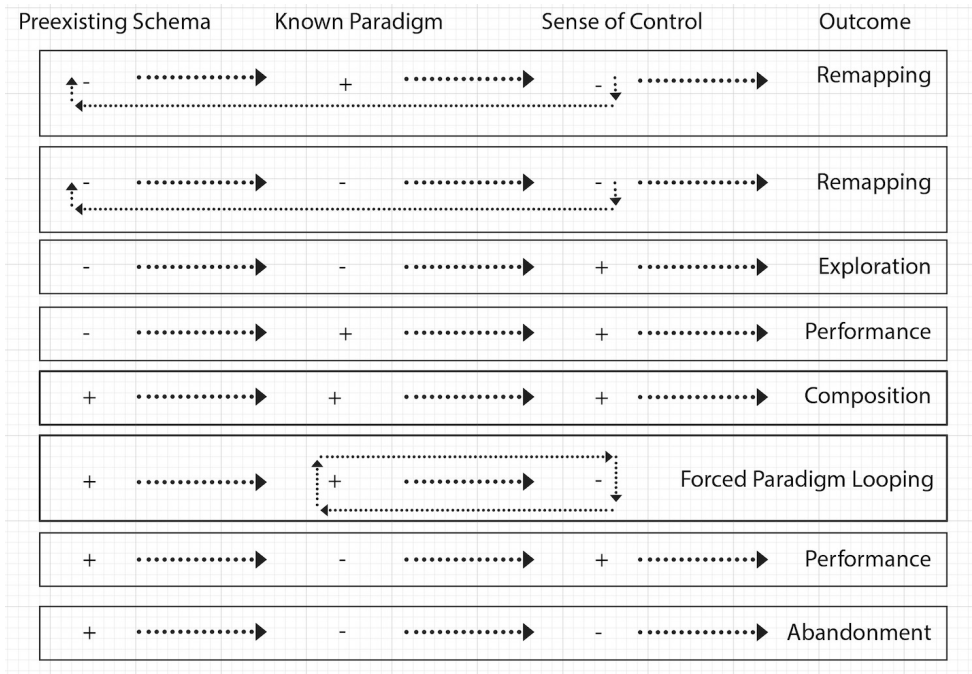 Preexisting Schema Known Paradigm Sense of Control Outcome
- + - Remapping
- - - Remapping
- - + Exploration
- + + Performance
+ + + Composition
+ + - Forced Paradigm Looping
+ - + Performance
+ - - Abandonment